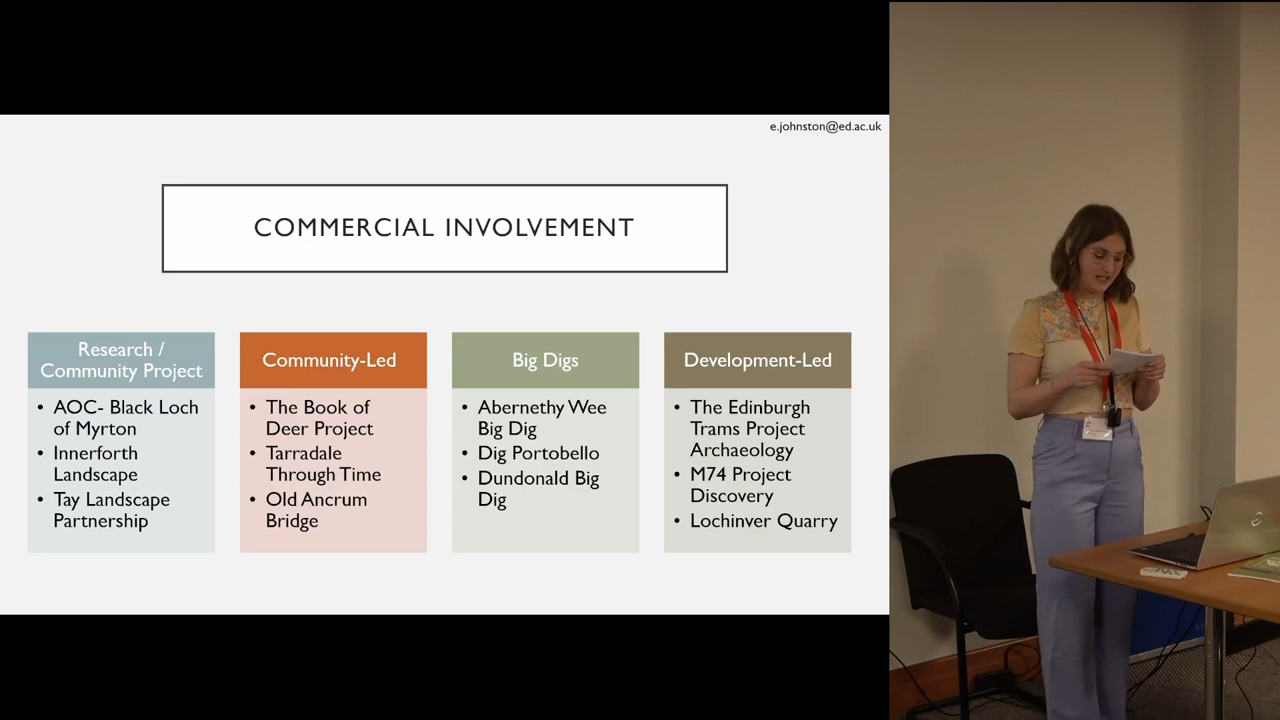 e.johnston@ed.ac.uk
COMMERCIAL INVOLVEMENT
Research /
Community Project
• AOC- Black Loch
of Myrton
• Innerforth
Landscape
• Tay Landscape
Partnership
Community-Led
• The Book of
Deer Project
• Tarradale
Through Time
• Old Ancrum
Bridge
Big Digs
• Abernethy Wee
Big Dig
• Dig Portobello
• Dundonald Big
Dig
Development-Led
• The Edinburgh
Trams Project
Archaeology
• M74 Project
Discovery
• Lochinver Quarry